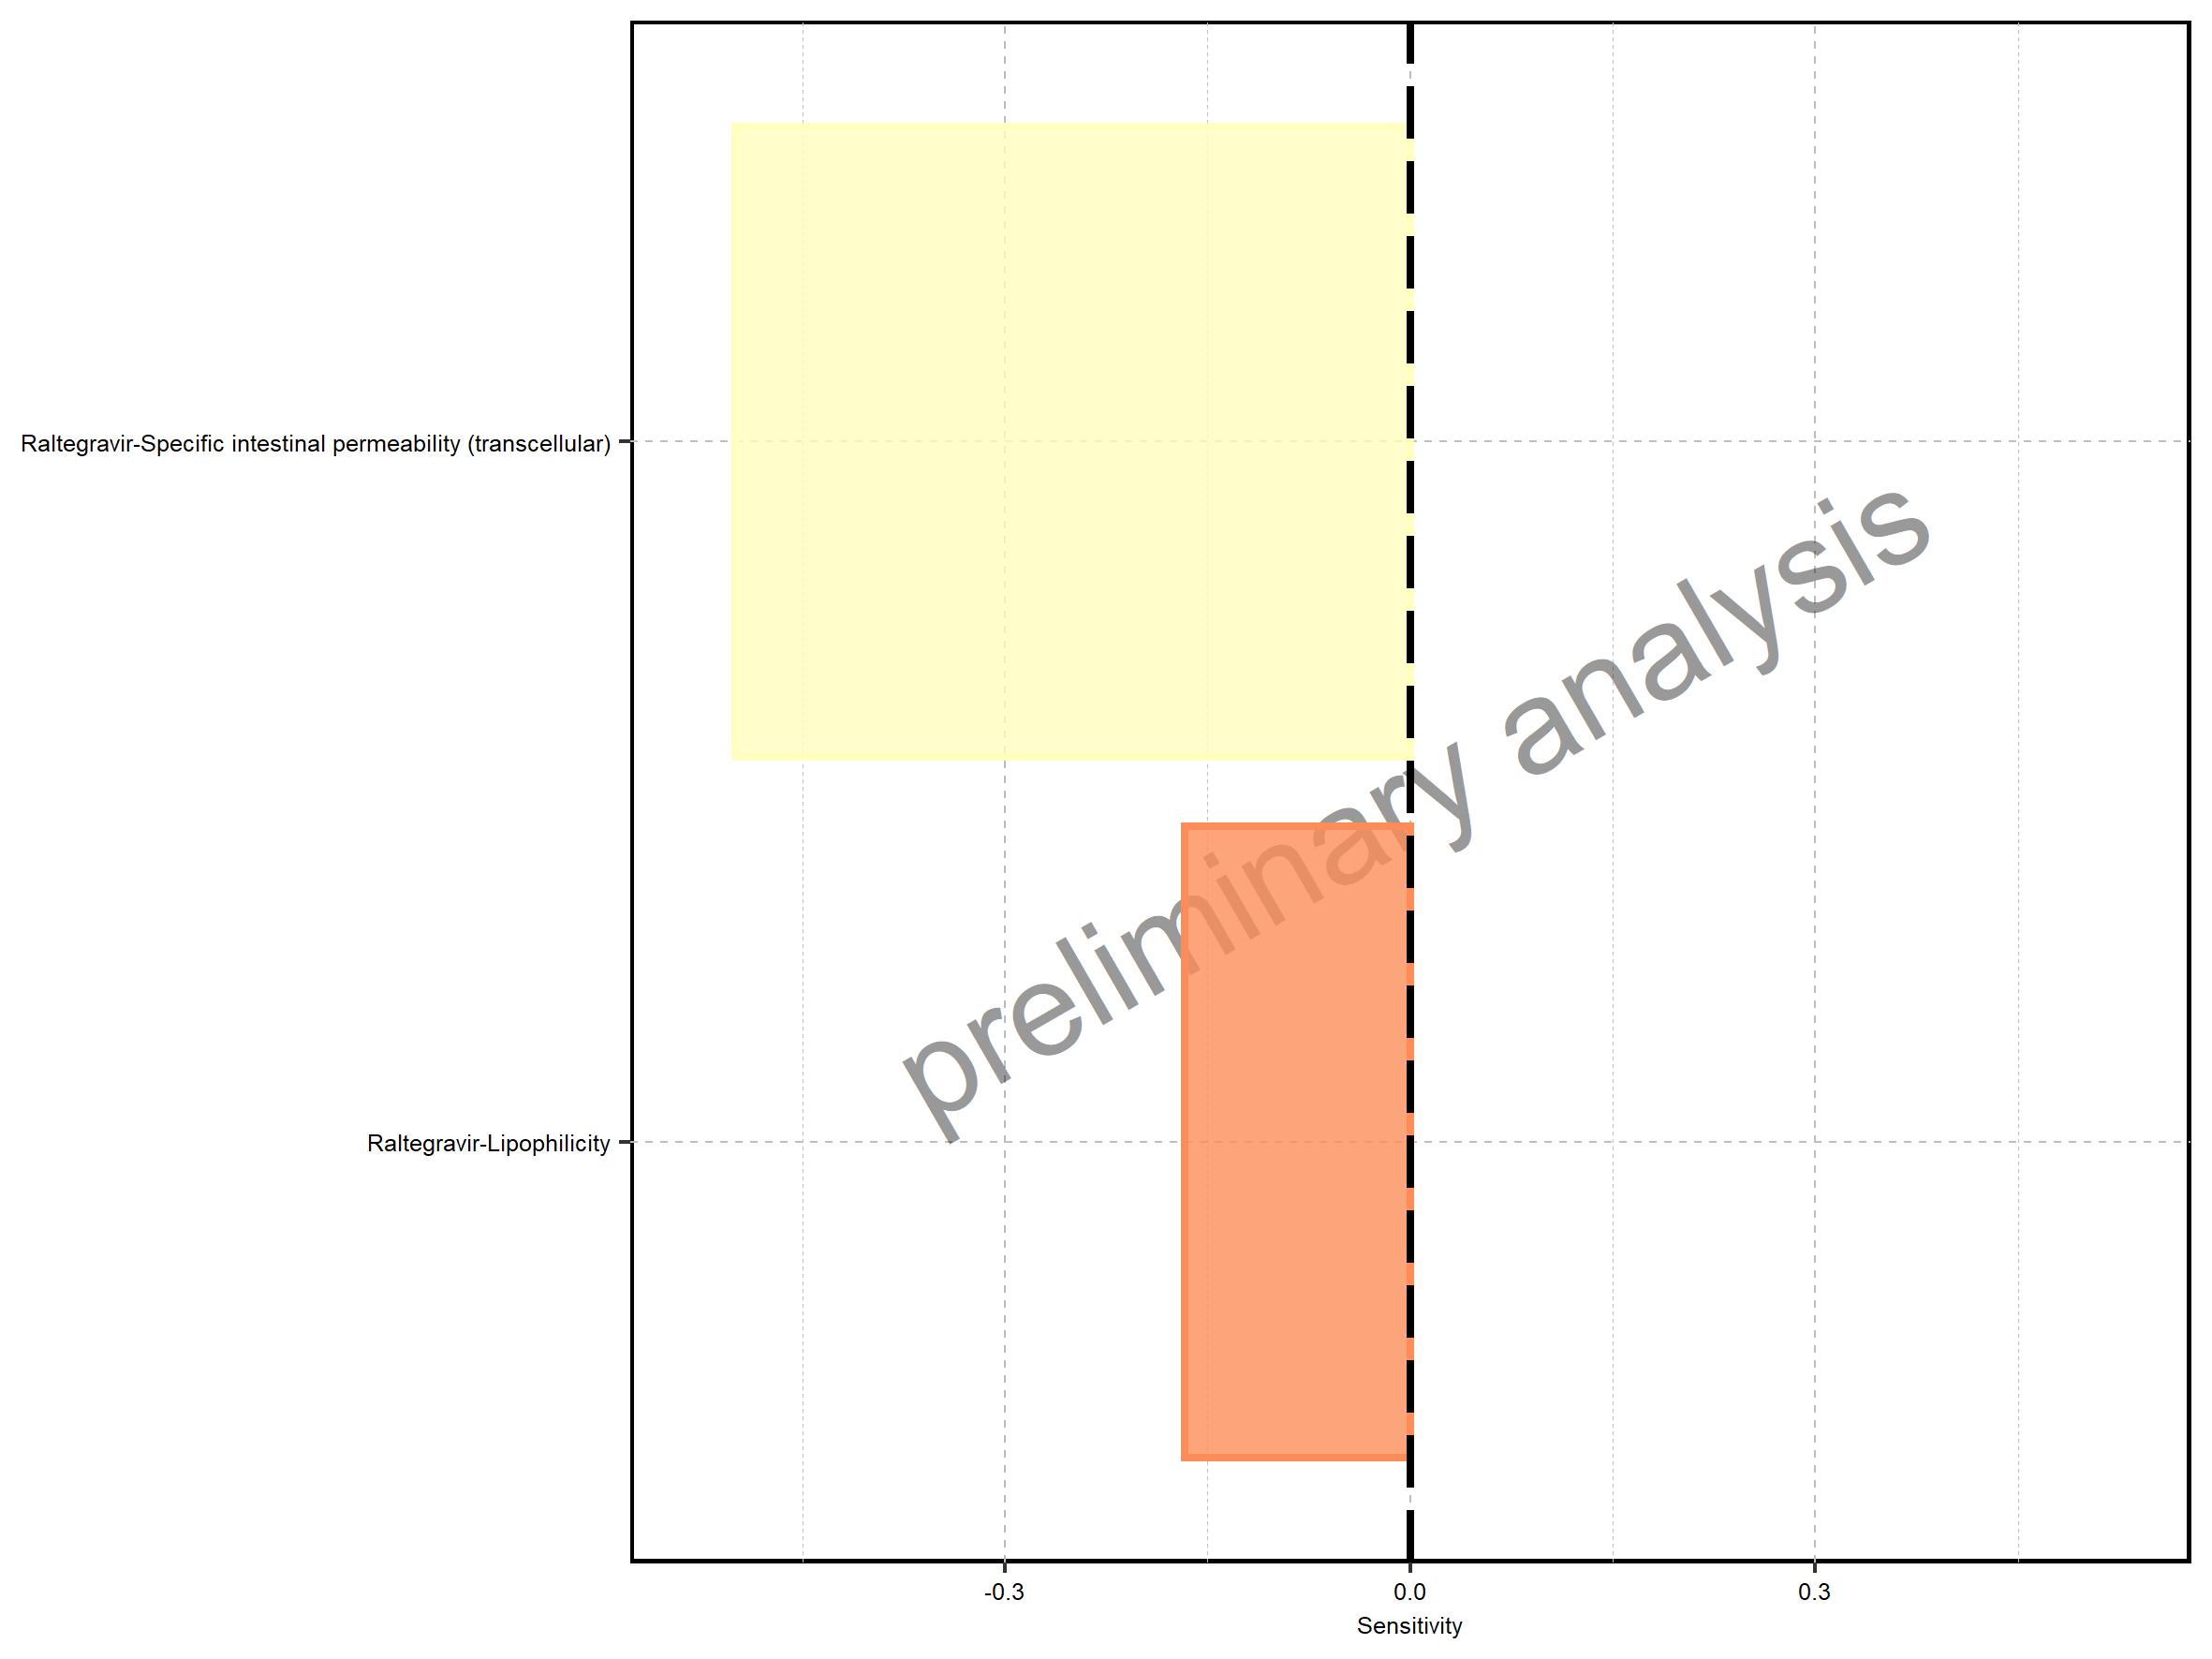 Raltegravir-Specific intestinal permeability (transcellular)
preliminary analysis
Raltegravir-Lipophilicity
-0.3
0.0
0.3
Sensitivity